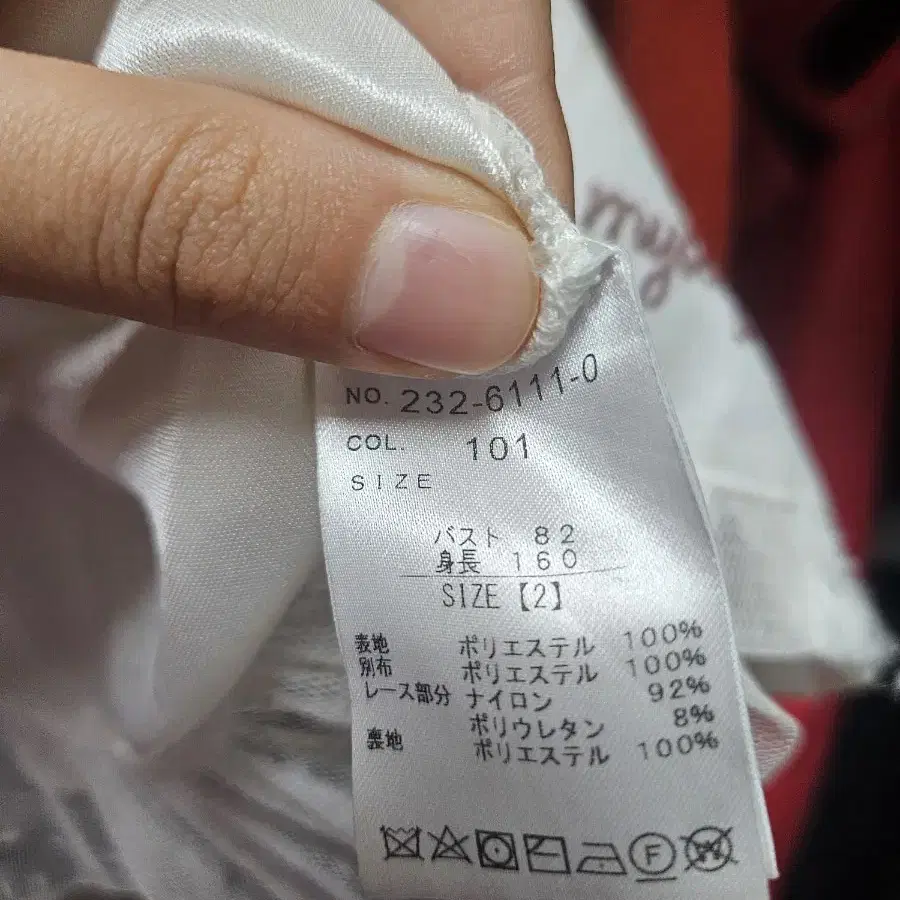 NO. 232-6111-0
COL. 101
SIZE
バスト 82
身長 160
SIZE【2】
表地 ポリエステル 100%
別布 ポリエステル 100%
レース部分 ナイロン 92%
ポリウレタン 8%
裏地 ポリエステル 100%
F
W